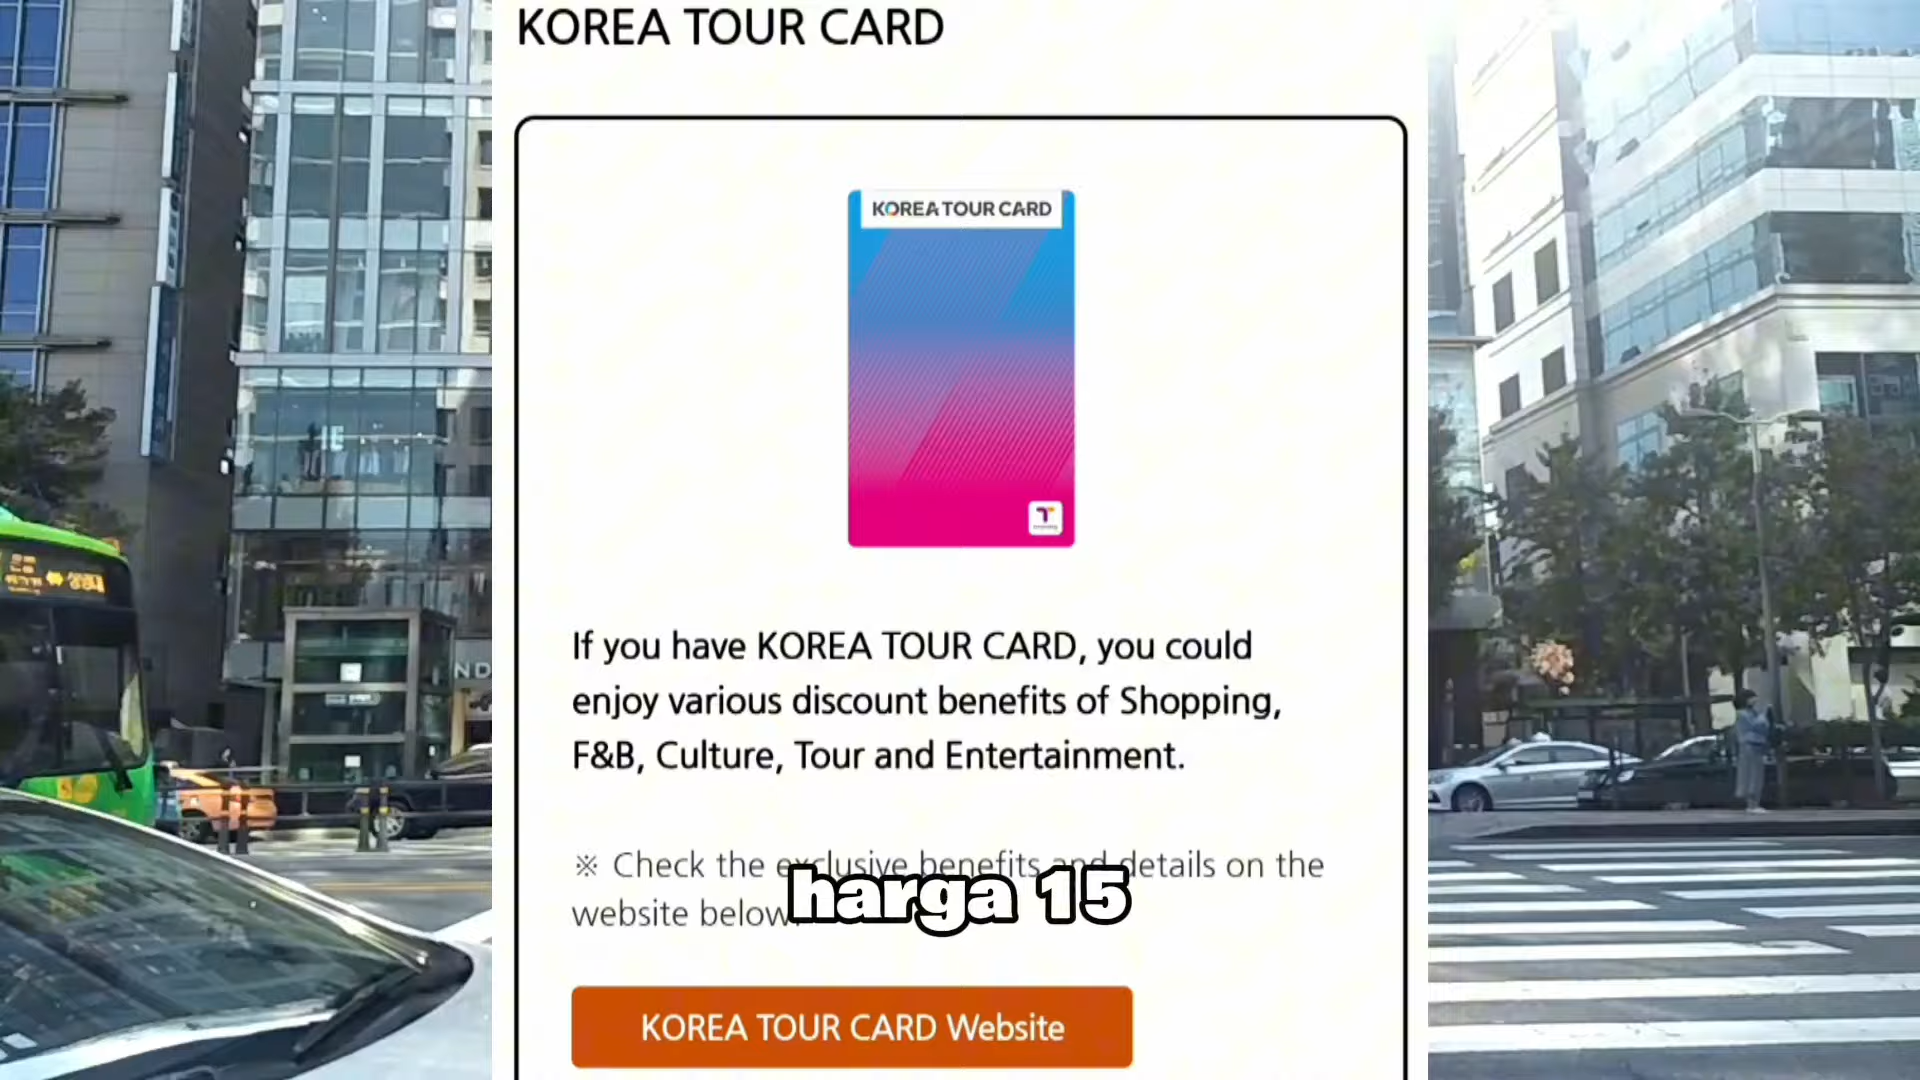 KOREA TOUR CARD
KOREA TOUR CARD
If you have KOREA TOUR CARD, you could
enjoy various discount benefits of Shopping,
F&B, Culture, Tour and Entertainment.
※ Check the exclusive benefits and details on the
website below.
harga 15
KOREA TOUR CARD Website
ND